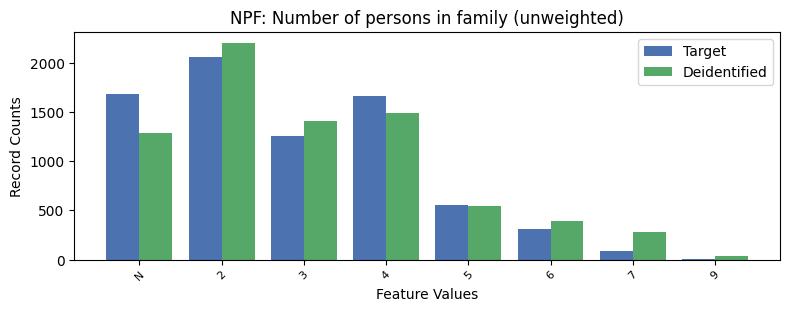 NPF: Number of persons in family (unweighted)
Target
Deidentified
Record Counts
2000
1500
1000
500
0
N 2 3 4 5 6 7 9
Feature Values